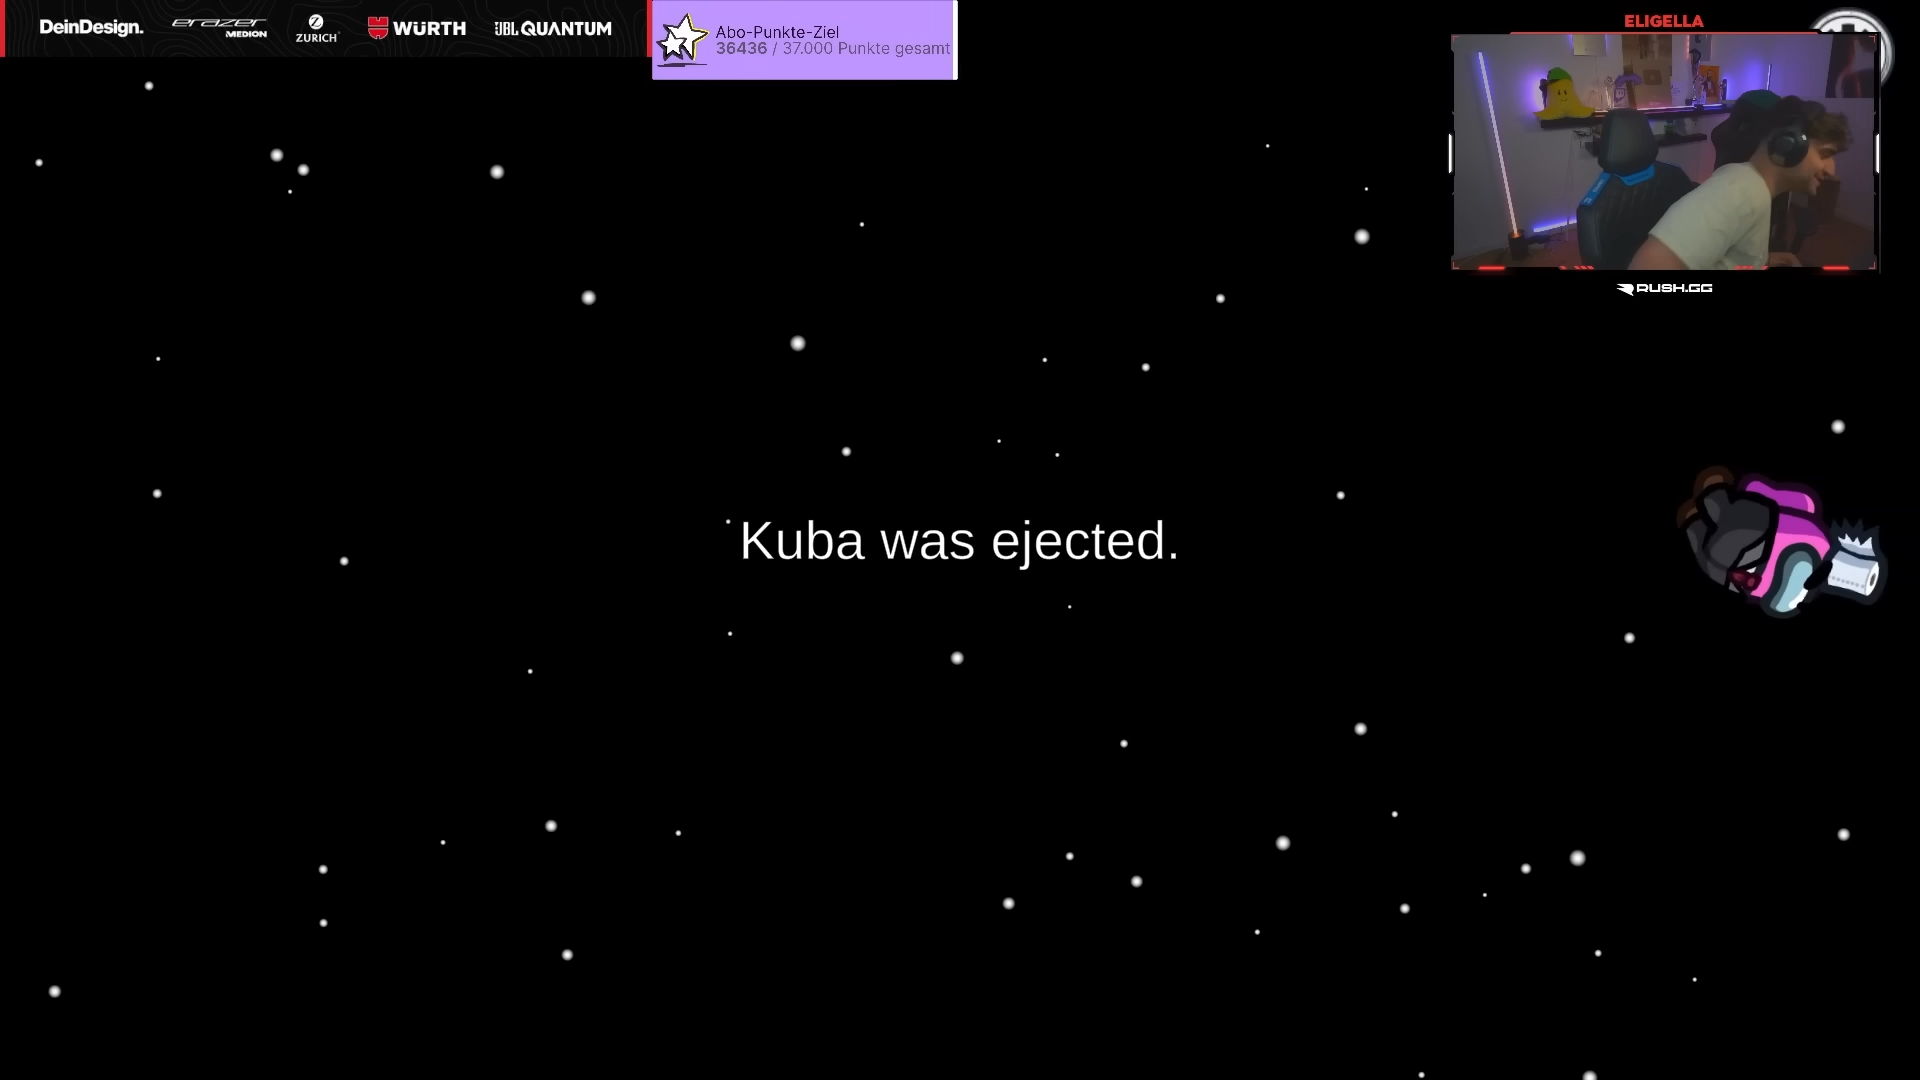 DeinDesign.
erazer
MEDION
ZURICH
WÜRTH
JBL QUANTUM
Abo-Punkte-Ziel
36436 / 37.000 Punkte gesamt
ELIGELLA
RUSH.GG
Kuba was ejected.